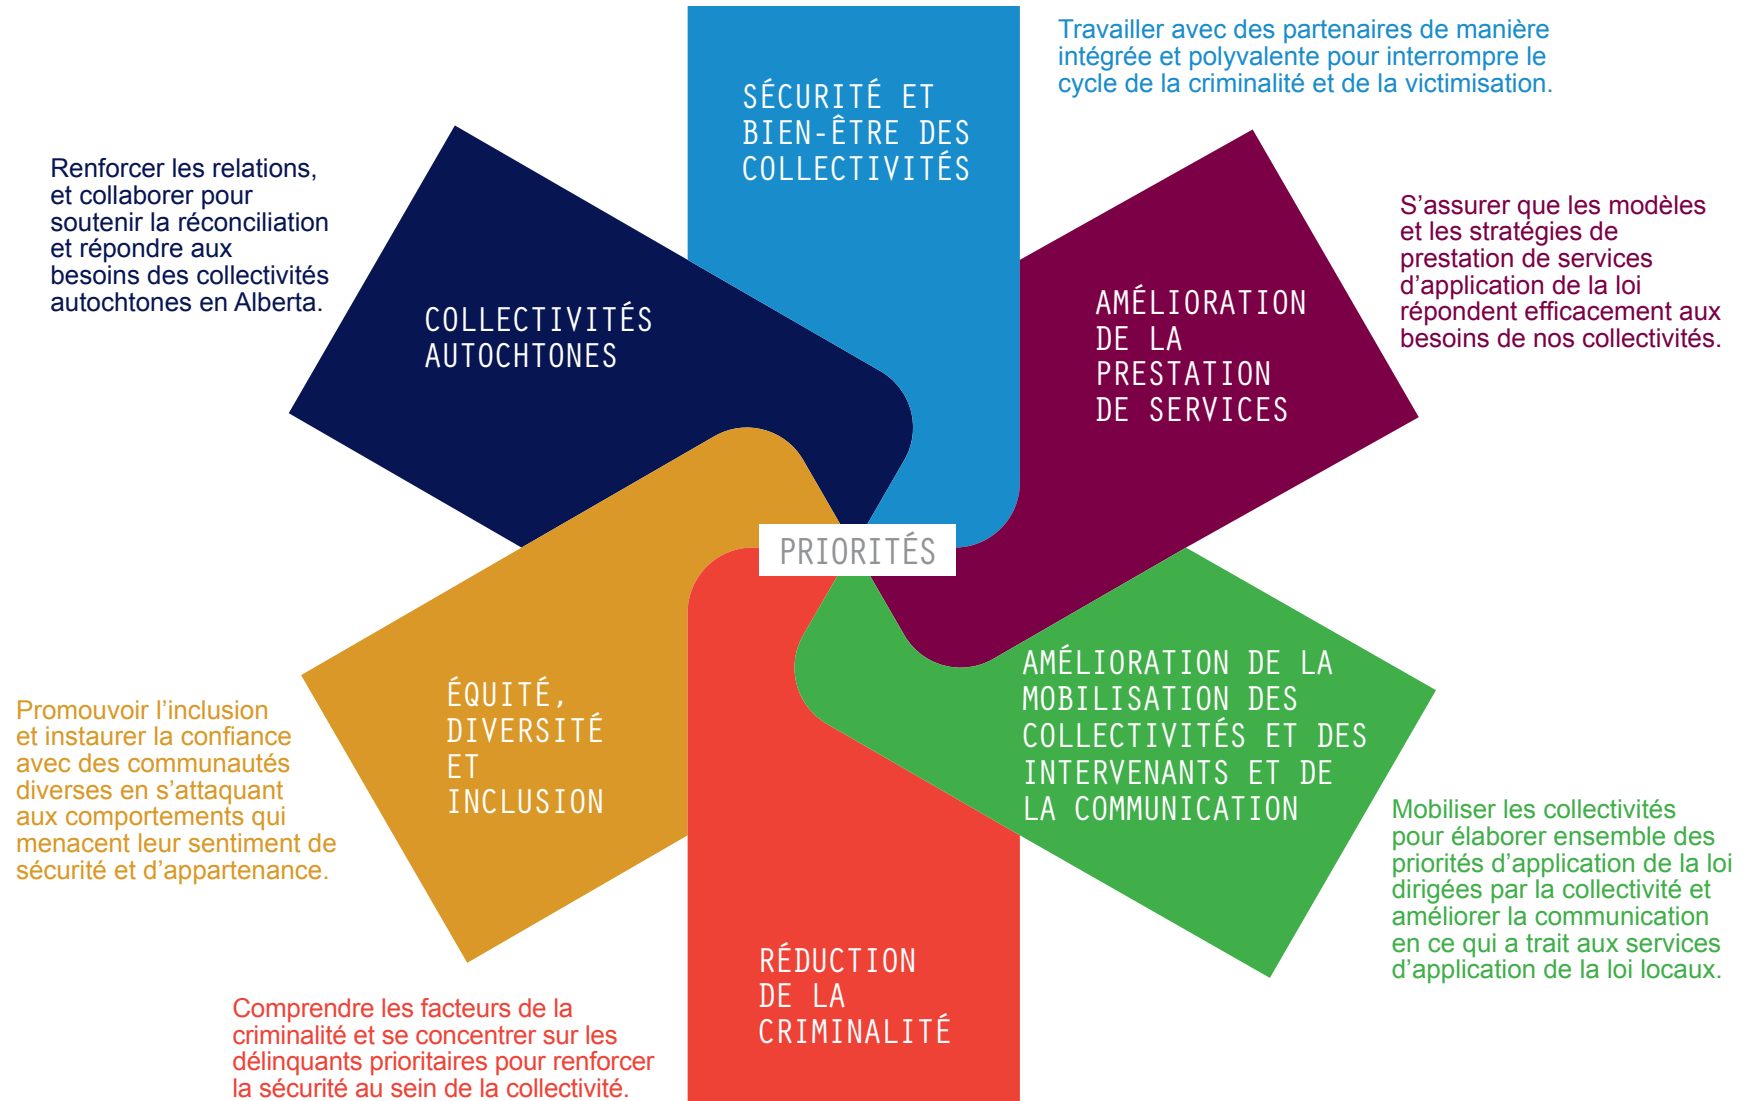 SÉCURITÉ ET
BIEN-ÊTRE DES
COLLECTIVITÉS
Travailler avec des partenaires de manière
intégrée et polyvalente pour interrompre le
cycle de la criminalité et de la victimisation.
AMÉLIORATION
DE LA
PRESTATION
DE SERVICES
S’assurer que les modèles
et les stratégies de
prestation de services
d’application de la loi
répondent efficacement aux
besoins de nos collectivités.
AMÉLIORATION DE LA
MOBILISATION DES
COLLECTIVITÉS ET DES
INTERVENANTS ET DE
LA COMMUNICATION
Mobiliser les collectivités
pour élaborer ensemble des
priorités d’application de la loi
dirigées par la collectivité et
améliorer la communication
en ce qui a trait aux services
d’application de la loi locaux.
RÉDUCTION
DE LA
CRIMINALITÉ
Comprendre les facteurs de la
criminalité et se concentrer sur les
délinquants prioritaires pour renforcer
la sécurité au sein de la collectivité.
ÉQUITÉ,
DIVERSITÉ
ET
INCLUSION
Promouvoir l’inclusion
et instaurer la confiance
avec des communautés
diverses en s'attaquant
aux comportements qui
menacent leur sentiment de
sécurité et d’appartenance.
COLLECTIVITÉS
AUTOCHTONES
Renforcer les relations,
et collaborer pour
soutenir la réconciliation
et répondre aux
besoins des collectivités
autochtones en Alberta.
PRIORITÉS